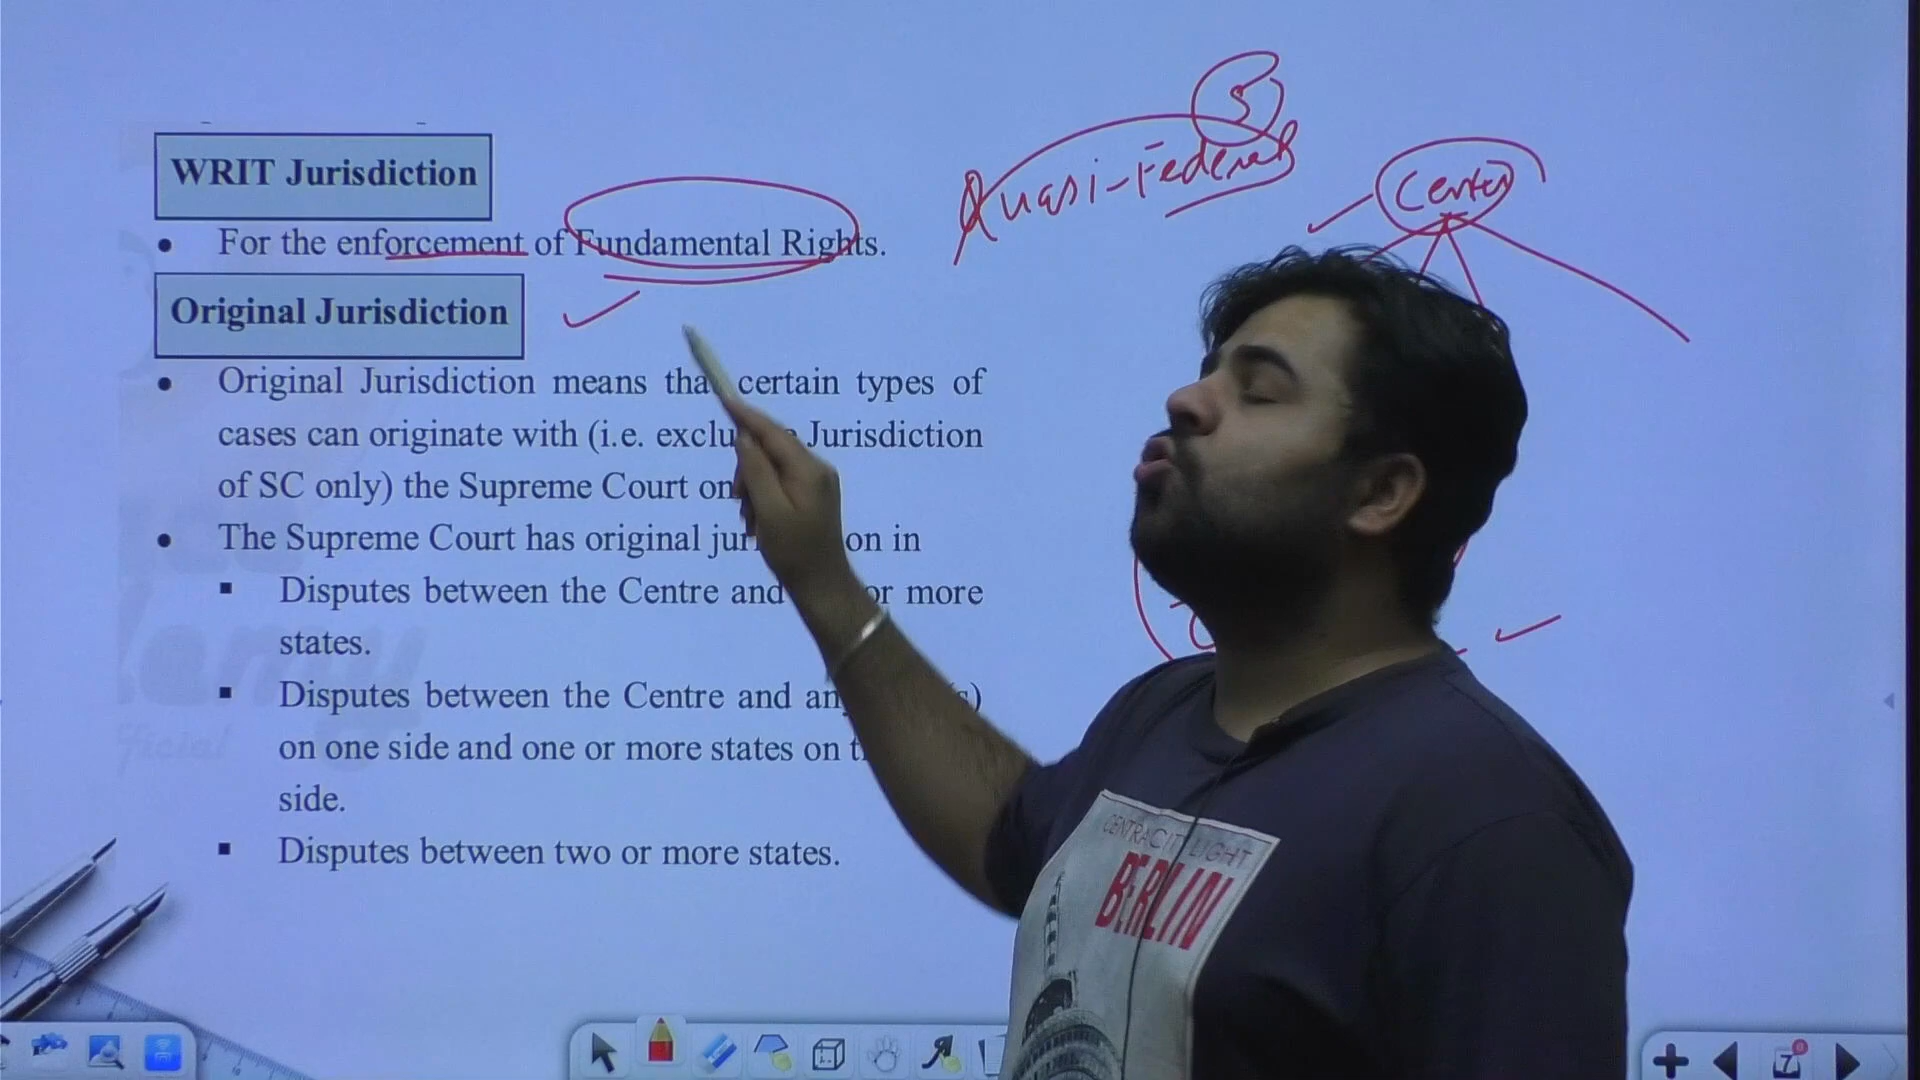 WRIT Jurisdiction
• For the enforcement of Fundamental Rights.
Original Jurisdiction
• Original Jurisdiction means tha certain types of
cases can originate with (i.e. exclu Jurisdiction
of SC only) the Supreme Court on
• The Supreme Court has original jur on in
▪ Disputes between the Centre and or more
states.
▪ Disputes between the Centre and an s)
on one side and one or more states on t
side.
▪ Disputes between two or more states.
5
Quasi-Federal
Center
CENTRACITY LIGHT
BERLIN
7